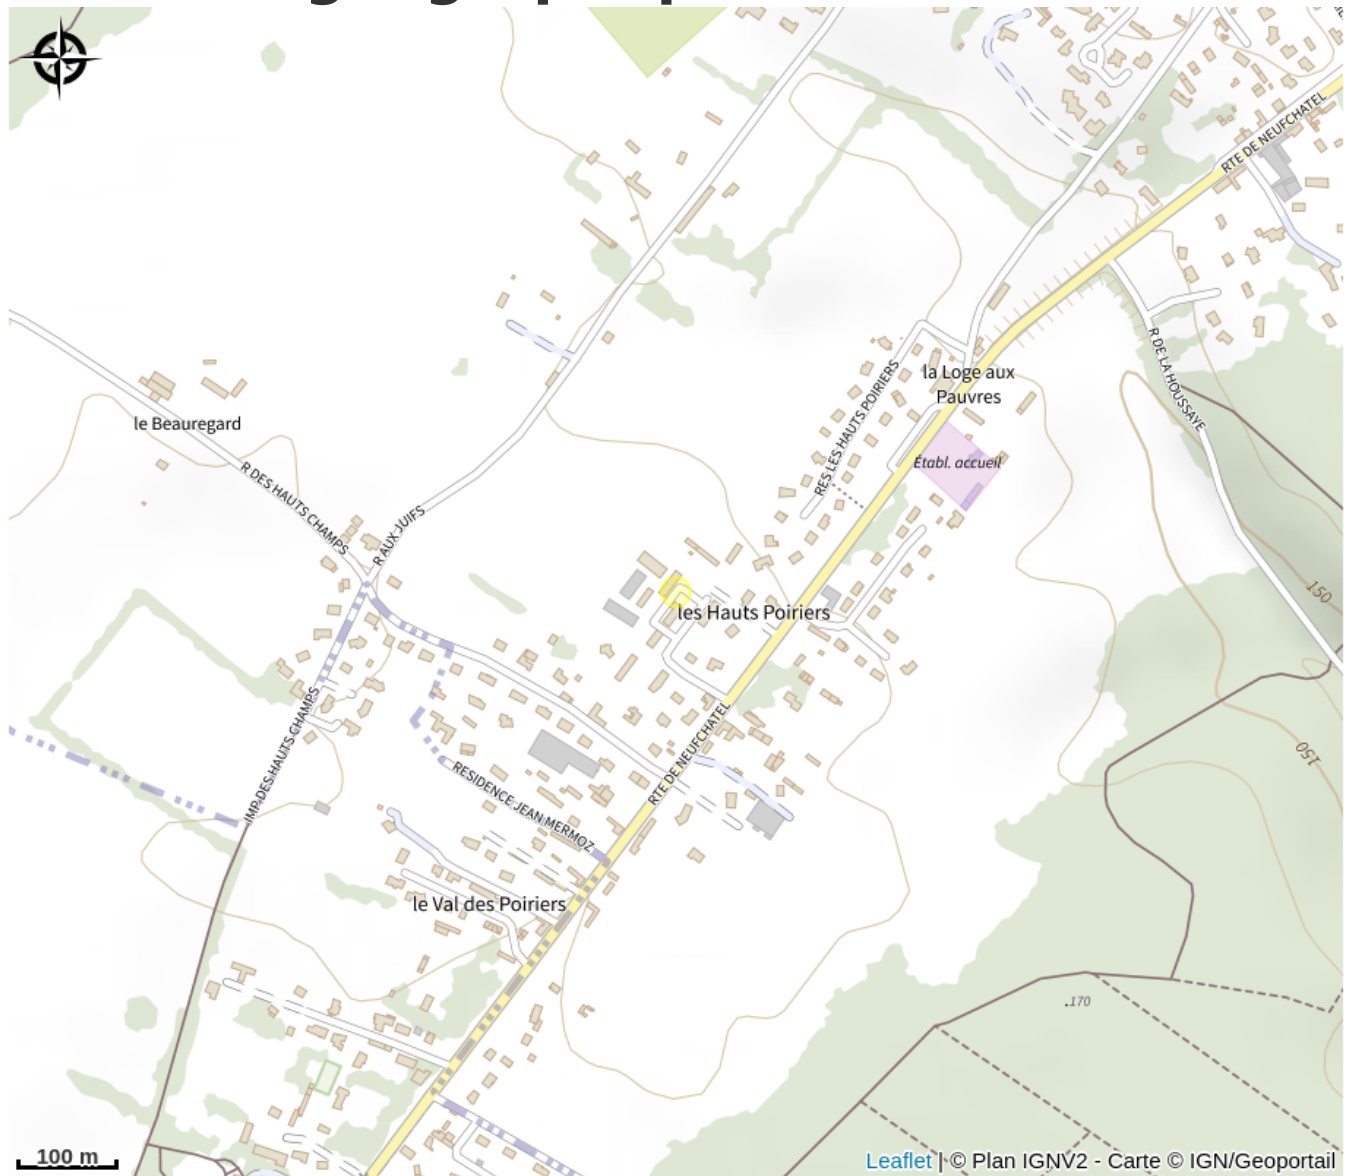 RTE DE NEUFCHATEL
R DE LA HOUSSAYE
la Loge aux
Pauvres
RES LES HAUTS POIRIERS
Établ. accueil
le Beauregard
R DES HAUTS CHAMPS
R AUX JUIFS
les Hauts Poiriers
150
IMP DES HAUTS CHAMPS
RTE DE NEUFCHATEL
150
RESIDENCE JEAN MERMOZ
le Val des Poiriers
.170
100 m
Leaflet | © Plan IGNV2 - Carte © IGN/Geoportail